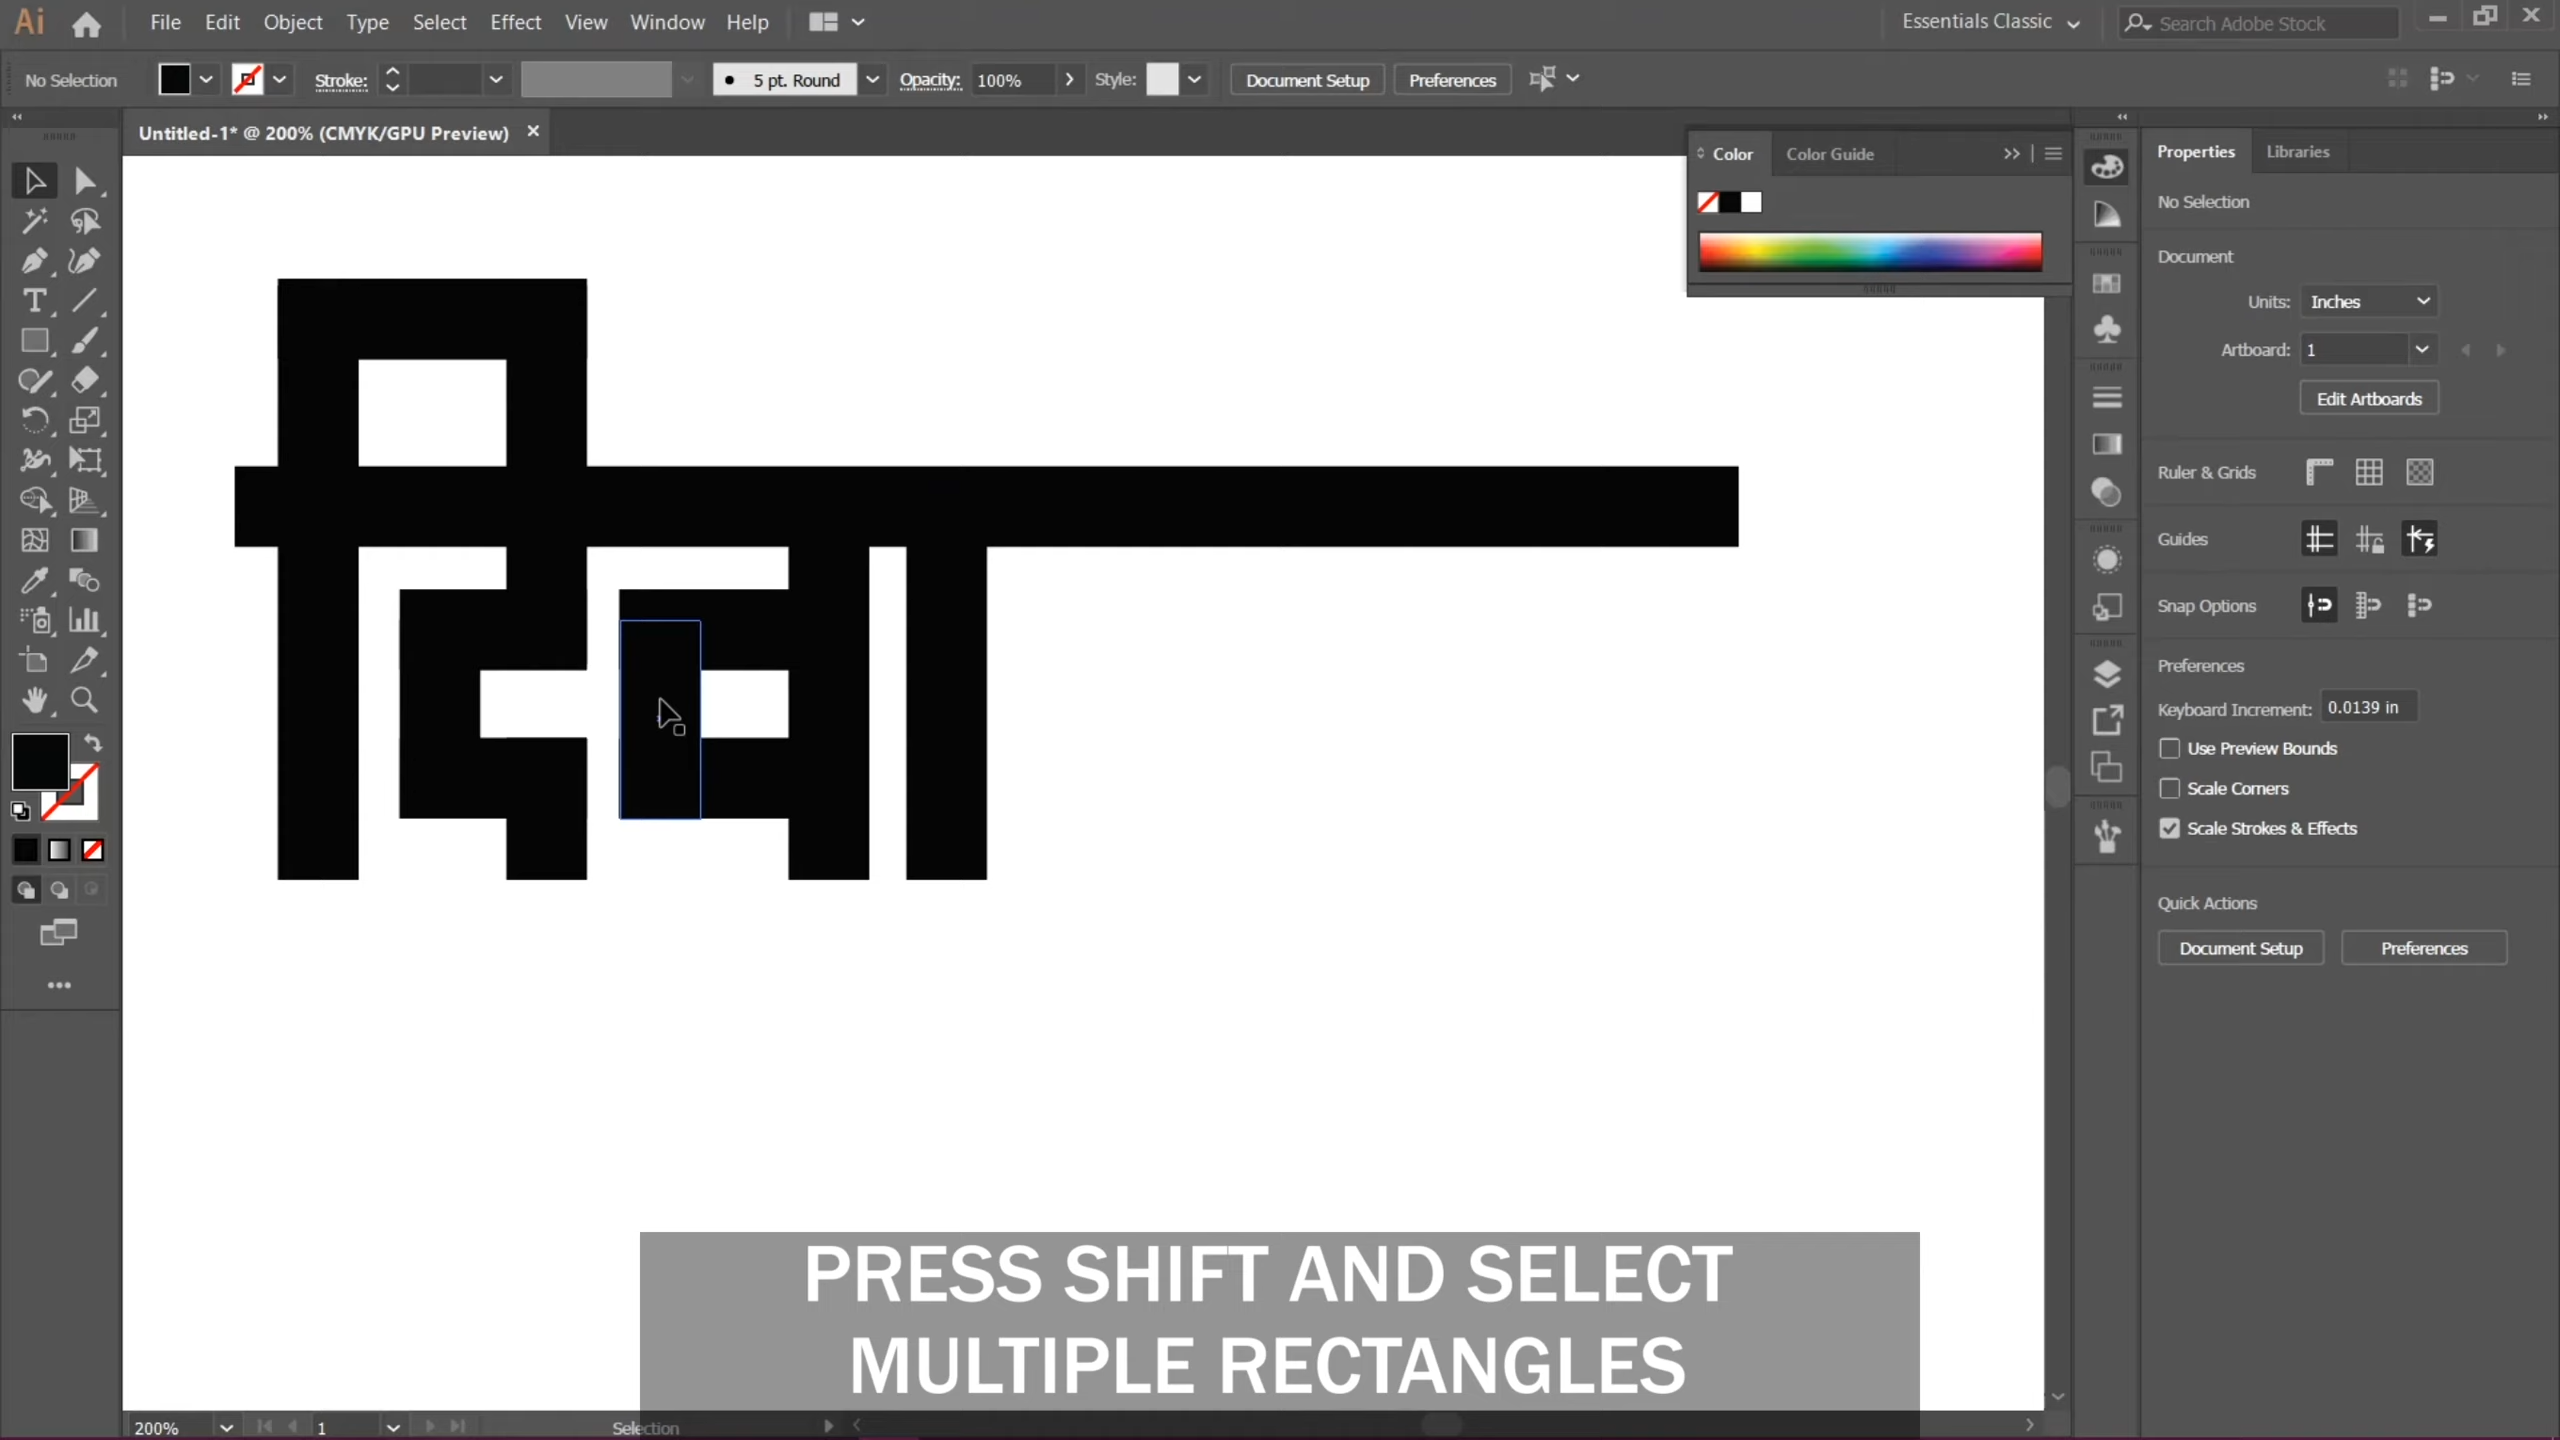 Ai File Edit Object Type Select Effect View Window Help Essentials Classic Search Adobe Stock
No Selection Stroke: 5 pt. Round Opacity: 100% Style: Document Setup Preferences
Untitled-1* @ 200% (CMYK/GPU Preview)
Color Color Guide
Properties Libraries
No Selection
Document
Units: Inches
Artboard: 1
Edit Artboards
Ruler & Grids
Guides
Snap Options
Preferences
Keyboard Increment: 0.0139 in
Use Preview Bounds
Scale Corners
Scale Strokes & Effects
Quick Actions
Document Setup Preferences
PRESS SHIFT AND SELECT
MULTIPLE RECTANGLES
200% 1 Selection